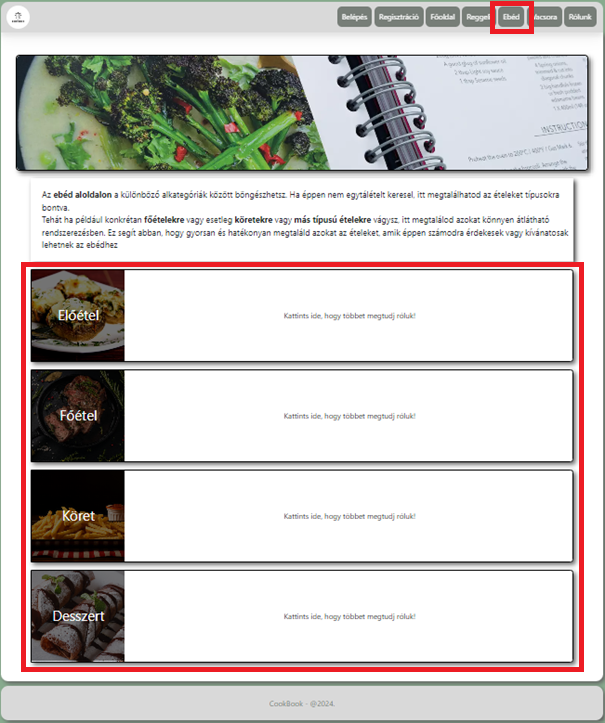 Belépés Regisztráció Főoldal Ebéd Vacsora Rólunk
INSTRUCTION
Az ebéd aloldalon a különböző alkategóriák között böngészhetsz. Ha éppen nem egytálételt keresel, itt megtalálhatod az ételeket típusokra
bontva.
Tehát ha például konkrétan főételekre vagy esetleg köretekre vagy más típusú ételekre vágysz, itt megtalálod azokat könnyen átlátható
rendszerezésben. Ez segít abban, hogy gyorsan és hatékonyan megtaláld azokat az ételeket, amik éppen számodra érdekesek vagy kívánatosak
lehetnek az ebédhez
Előétel
Kattints ide, hogy többet megtudj róluk!
Főétel
Kattints ide, hogy többet megtudj róluk!
Köret
Kattints ide, hogy többet megtudj róluk!
Desszert
Kattints ide, hogy többet megtudj róluk!
CookBook - @2024.